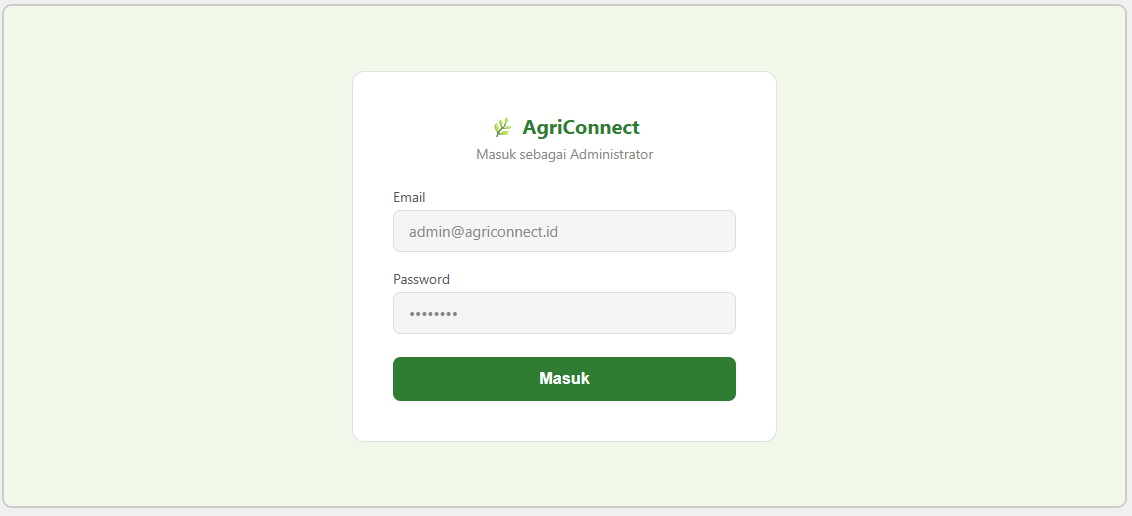 AgriConnect
Masuk sebagai Administrator
Email
admin@agriconnect.id
Password
••••••••
Masuk